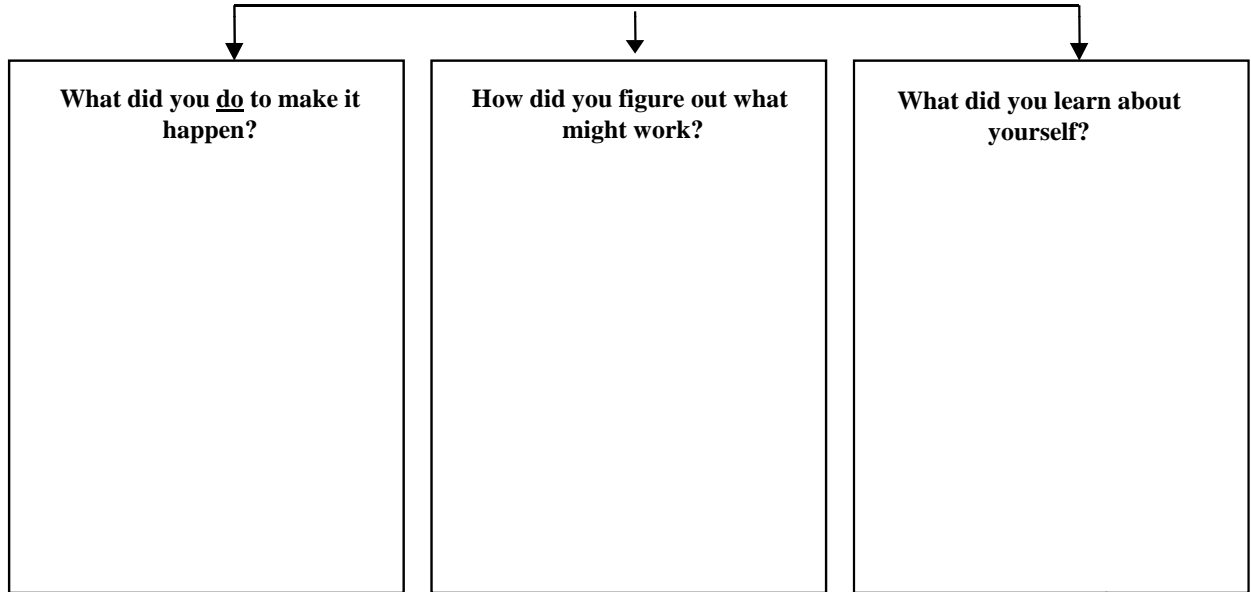 What did you do to make it
happen?
How did you figure out what
might work?
What did you learn about
yourself?